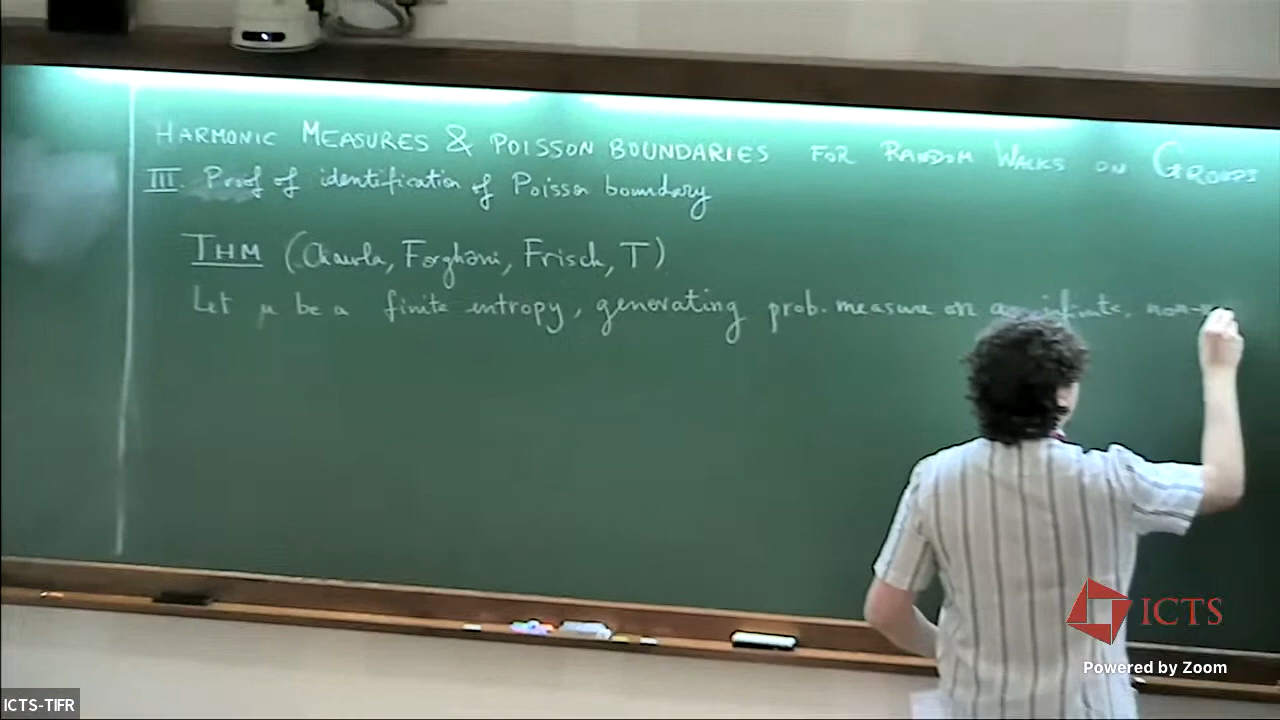 HARMONIC MEASURES & POISSON BOUNDARIES FOR RANDOM WALKS ON GROUPS
III Proof of identification of Poisson boundary
THM (Chawla, Forghani, Frisch, T)
Let μ be a finite entropy, generating prob. measure on an infinite, non-
ICTS
Powered by Zoom
ICTS-TIFR